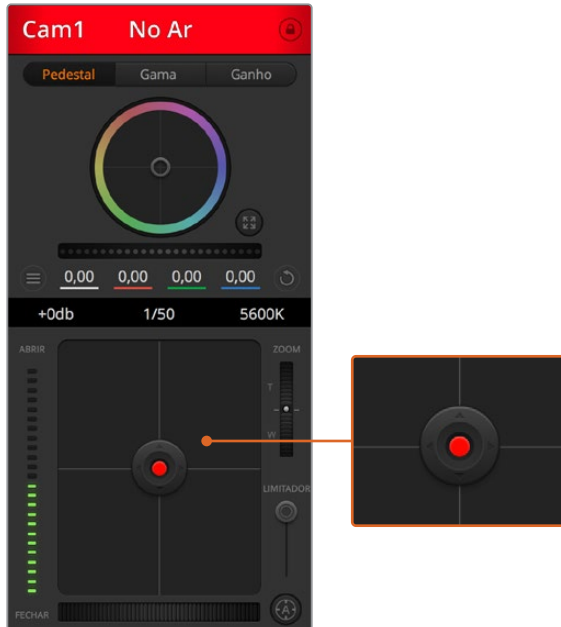 Cam1 No Ar
Pedestal Gama Ganho
0,00 0,00 0,00 0,00
+0db 1/50 5600K
ABRIR ZOOM
T
W
LIMITADOR
FECHAR A